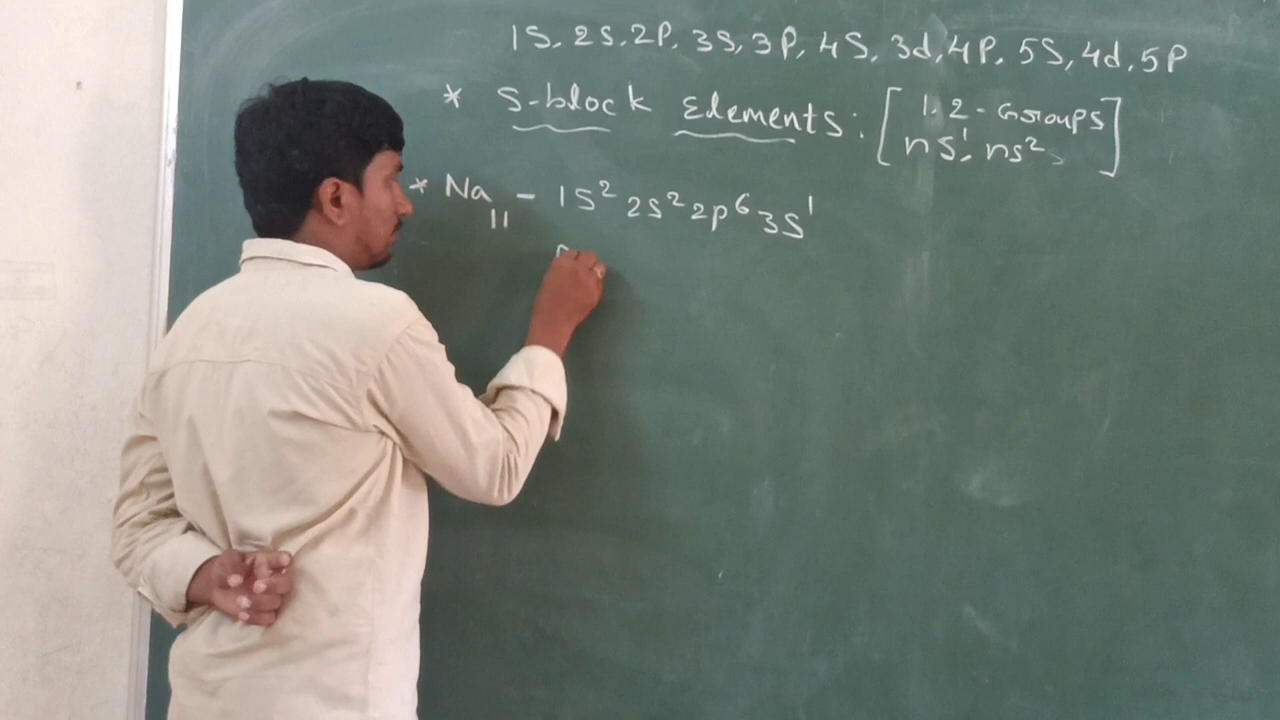 1S, 2S, 2P, 3S, 3P, 4S, 3d, 4P, 5S, 4d, 5P
* S-block Elements: [1, 2 - Groups
nS¹, ns²]
* Na₁₁ - 1S² 2s² 2p⁶ 3S¹